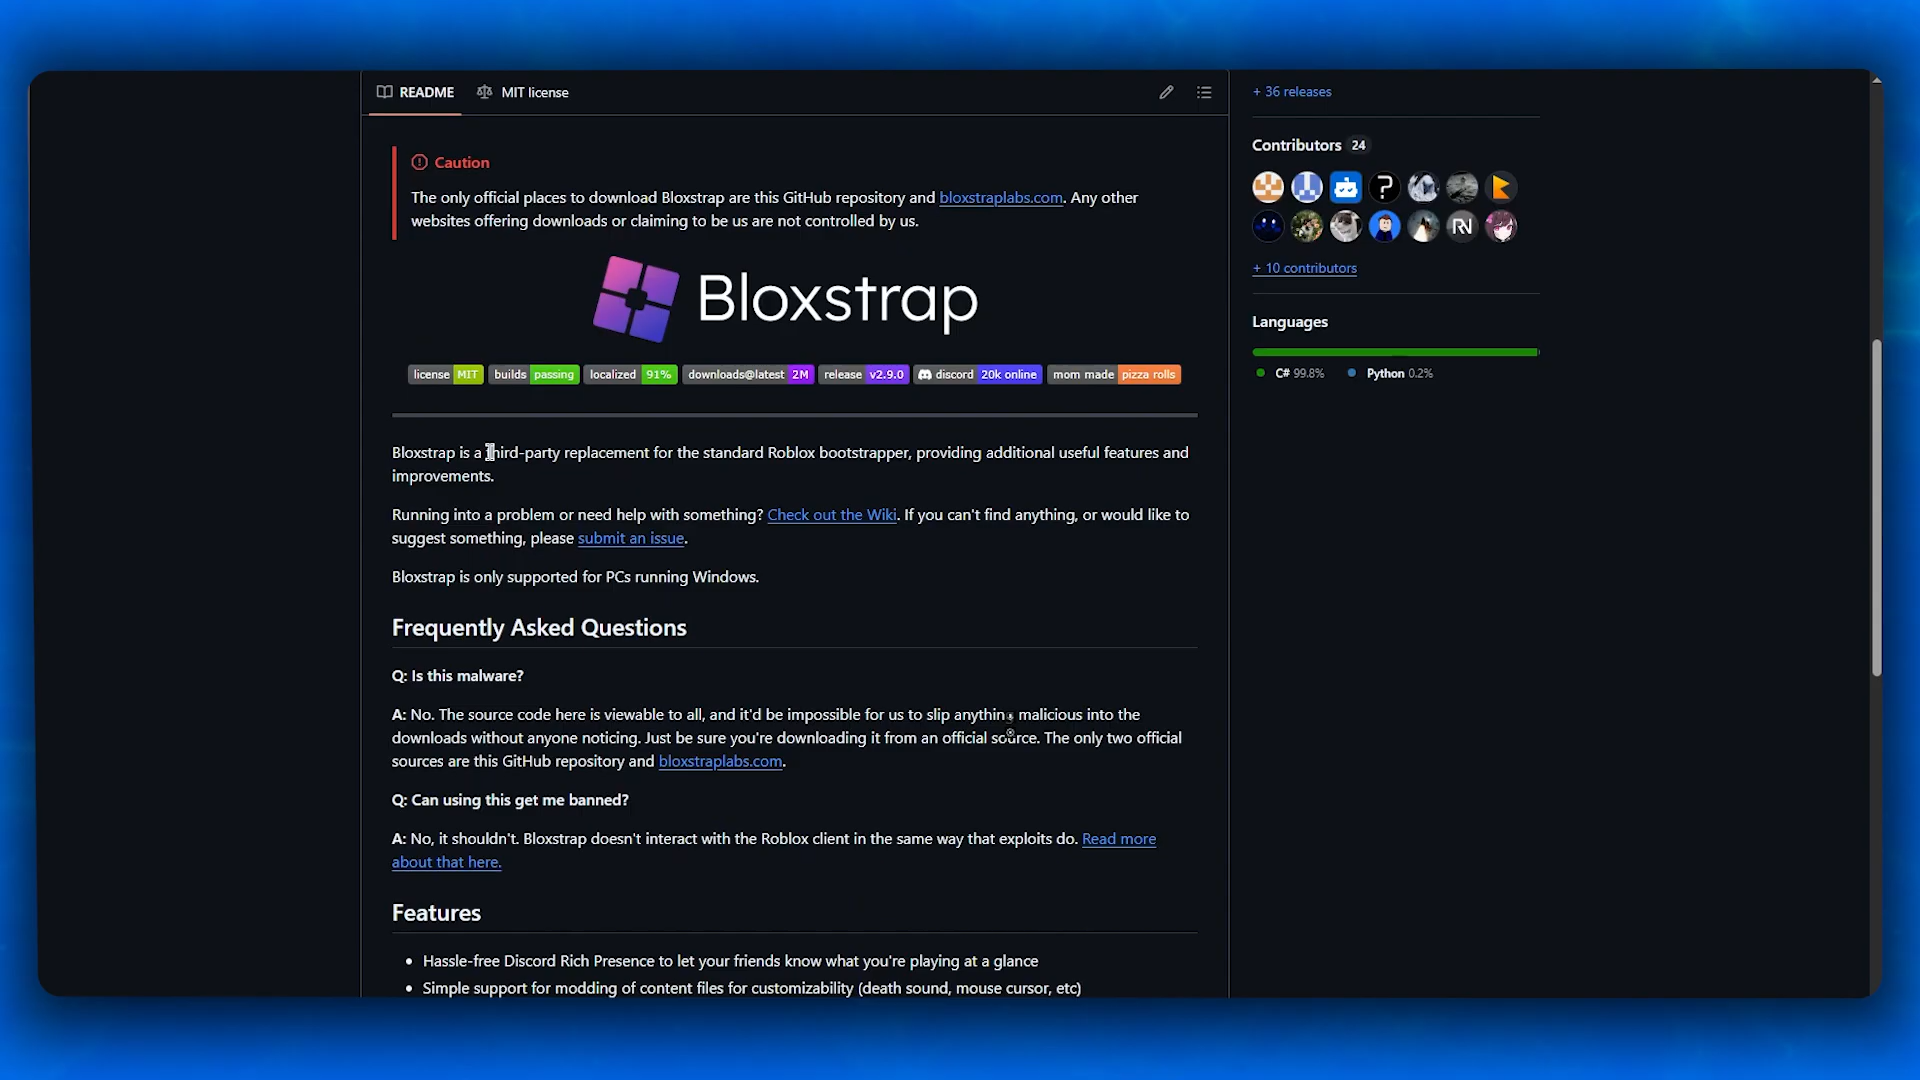 README MIT license
+ 36 releases
Contributors 24
+ 10 contributors
Languages
C# 99.8% Python 0.2%
Caution
The only official places to download Bloxstrap are this GitHub repository and bloxstraplabs.com. Any other
websites offering downloads or claiming to be us are not controlled by us.
Bloxstrap
license MIT builds passing localized 91% downloads@latest 2M release v2.9.0 discord 20k online mom made pizza rolls
Bloxstrap is a third-party replacement for the standard Roblox bootstrapper, providing additional useful features and
improvements.
Running into a problem or need help with something? Check out the Wiki. If you can't find anything, or would like to
suggest something, please submit an issue.
Bloxstrap is only supported for PCs running Windows.
Frequently Asked Questions
Q: Is this malware?
A: No. The source code here is viewable to all, and it'd be impossible for us to slip anything malicious into the
downloads without anyone noticing. Just be sure you're downloading it from an official source. The only two official
sources are this GitHub repository and bloxstraplabs.com.
Q: Can using this get me banned?
A: No, it shouldn't. Bloxstrap doesn't interact with the Roblox client in the same way that exploits do. Read more
about that here.
Features
• Hassle-free Discord Rich Presence to let your friends know what you're playing at a glance
• Simple support for modding of content files for customizability (death sound, mouse cursor, etc)